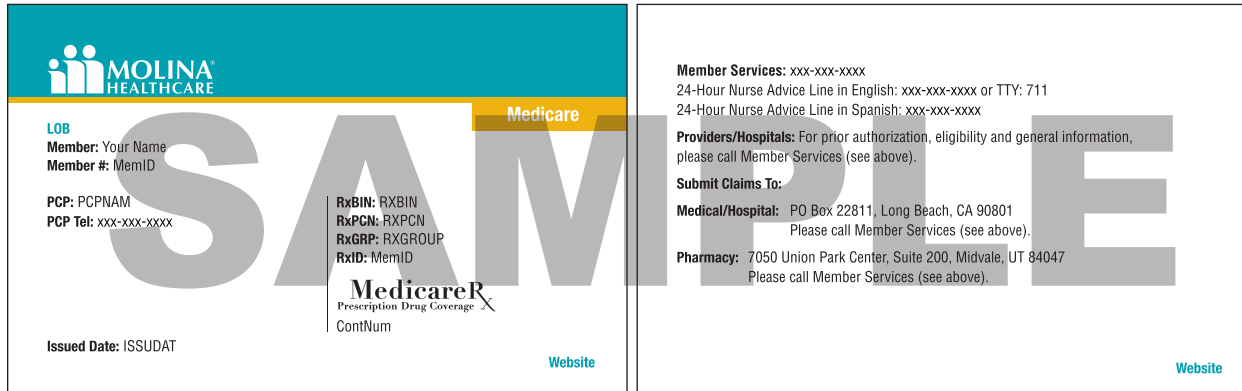 MOLINA®
HEALTHCARE
Medicare
LOB
Member: Your Name
Member #: MemID
PCP: PCPNAM
PCP Tel: xxx-xxx-xxxx
RxBIN: RXBIN
RxPCN: RXPCN
RxGRP: RXGROUP
RxID: MemID
MedicareRx
Prescription Drug Coverage
ContNum
Issued Date: ISSUDAT
Website
Member Services: xxx-xxx-xxxx
24-Hour Nurse Advice Line in English: xxx-xxx-xxxx or TTY: 711
24-Hour Nurse Advice Line in Spanish: xxx-xxx-xxxx
Providers/Hospitals: For prior authorization, eligibility and general information,
please call Member Services (see above).
Submit Claims To:
Medical/Hospital: PO Box 22811, Long Beach, CA 90801
Please call Member Services (see above).
Pharmacy: 7050 Union Park Center, Suite 200, Midvale, UT 84047
Please call Member Services (see above).
Website
SAMPLE